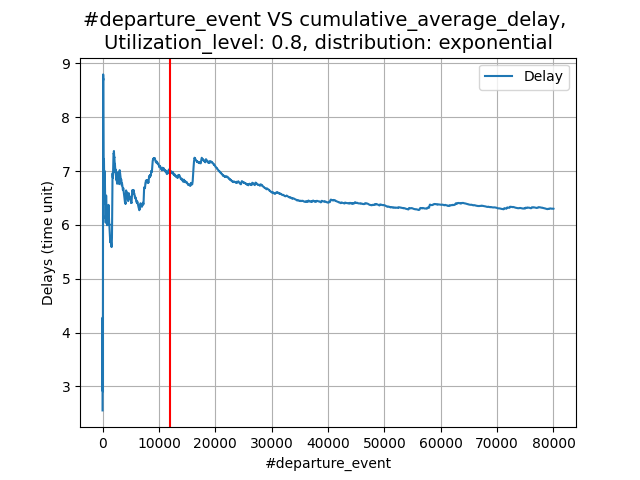 #departure_event VS cumulative_average_delay,
Utilization_level: 0.8, distribution: exponential
Delay
9
8
7
6
5
4
3
Delays (time unit)
0 10000 20000 30000 40000 50000 60000 70000 80000
#departure_event